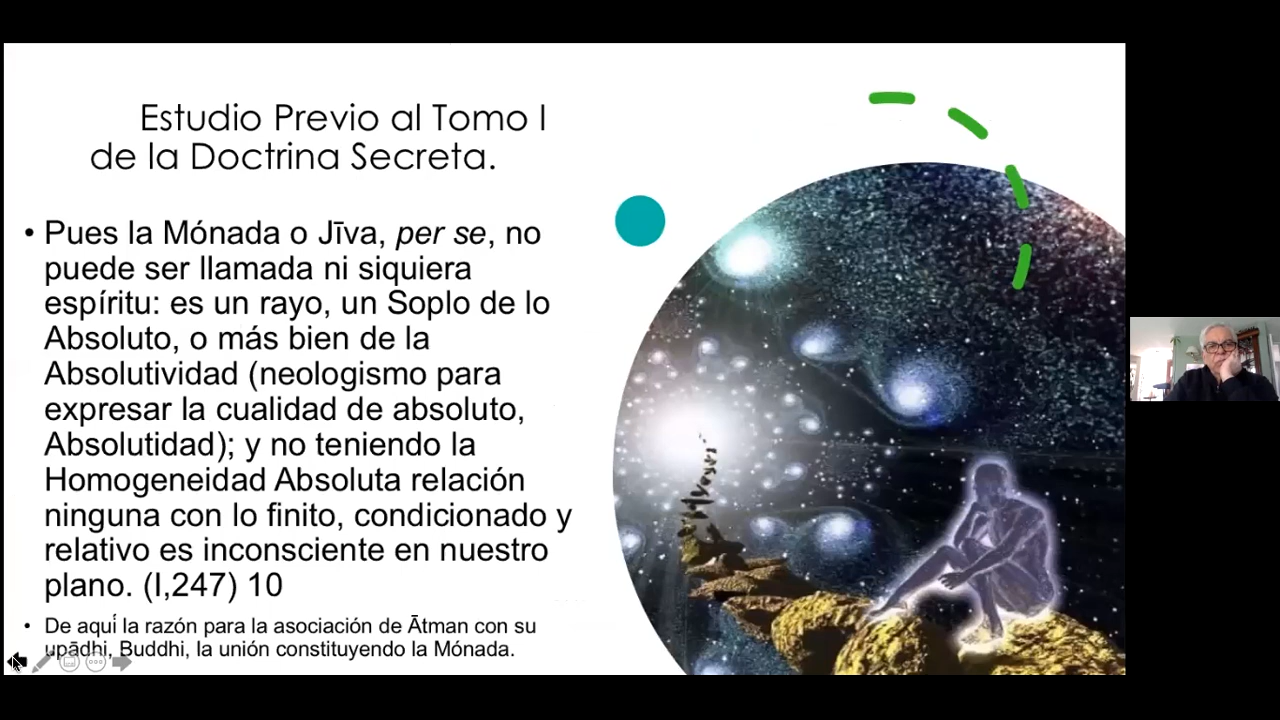 Estudio Previo al Tomo I
de la Doctrina Secreta.
• Pues la Mónada o Jīva, per se, no
puede ser llamada ni siquiera
espíritu: es un rayo, un Soplo de lo
Absoluto, o más bien de la
Absolutividad (neologismo para
expresar la cualidad de absoluto,
Absolutidad); y no teniendo la
Homogeneidad Absoluta relación
ninguna con lo finito, condicionado y
relativo es inconsciente en nuestro
plano. (I,247) 10
• De aquí la razón para la asociación de Ātman con su
upādhi, Buddhi, la unión constituyendo la Mónada.